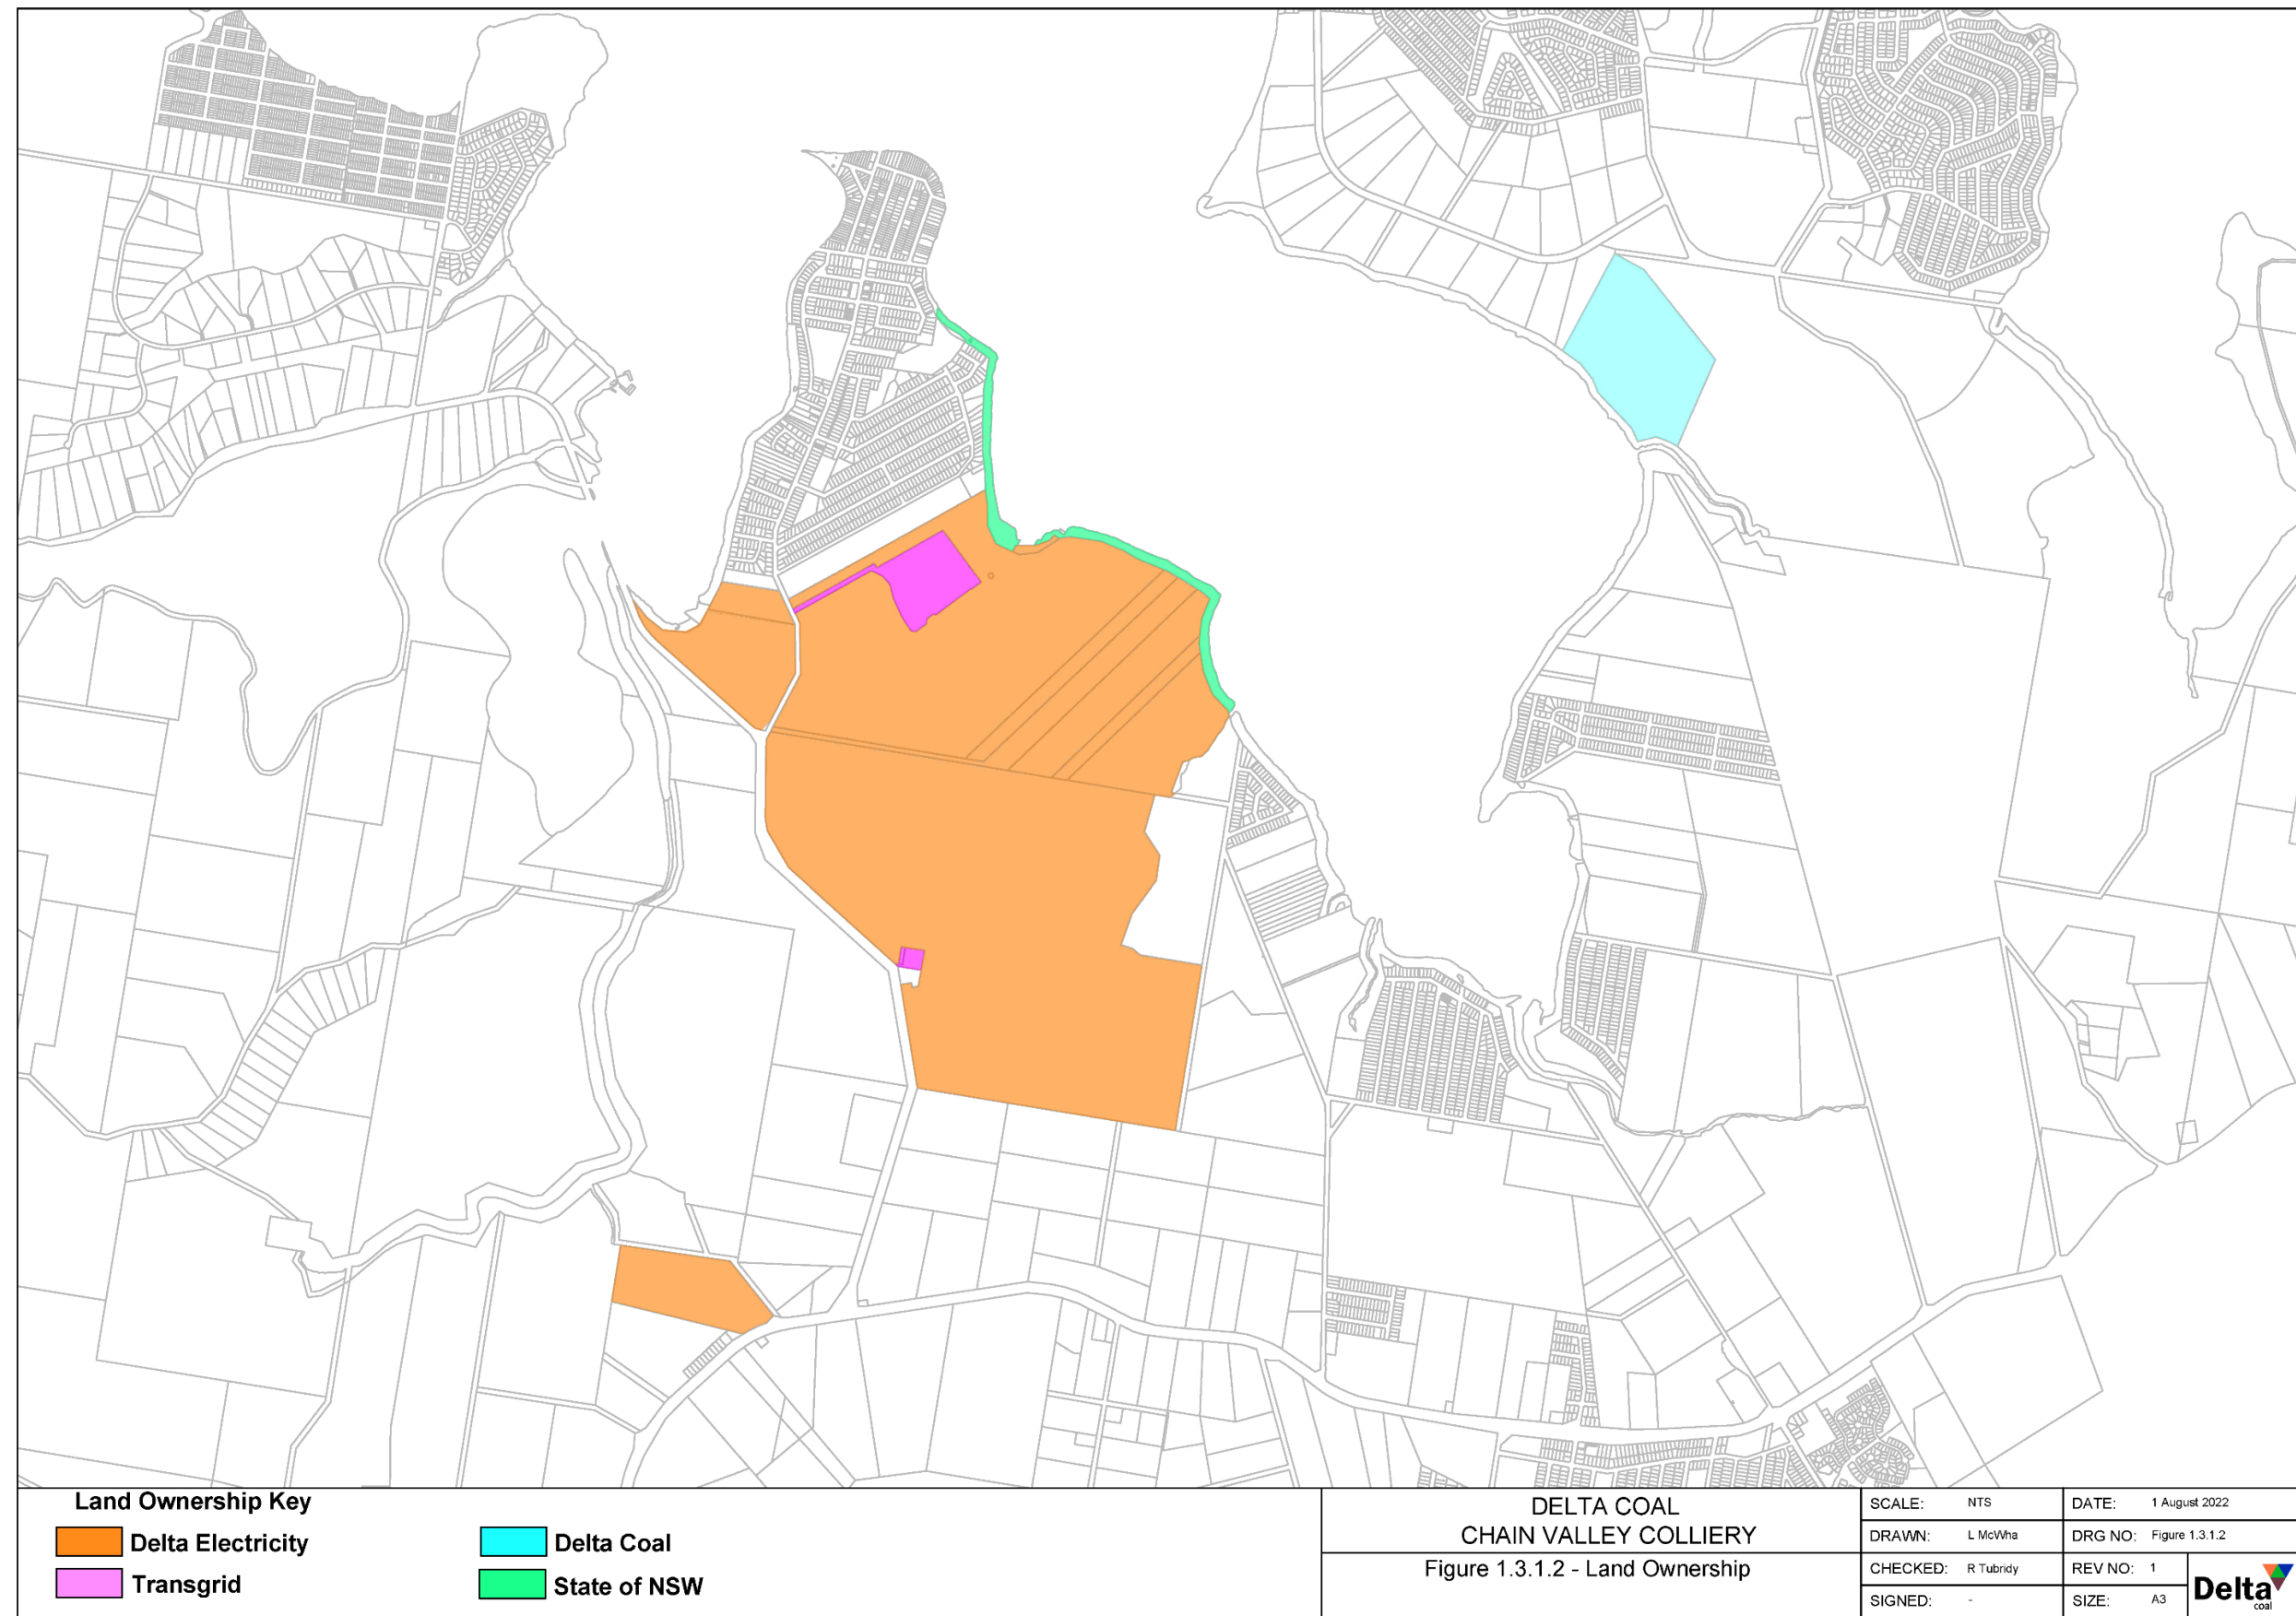 Land Ownership Key
Delta Electricity
Transgrid
Delta Coal
State of NSW
DELTA COAL
CHAIN VALLEY COLLIERY
Figure 1.3.1.2 - Land Ownership
SCALE: NTS
DRAWN: L McWha
CHECKED: R Tubridy
SIGNED: -
DATE: 1 August 2022
DRG NO: Figure 1.3.1.2
REV NO: 1
SIZE: A3
Delta
coal